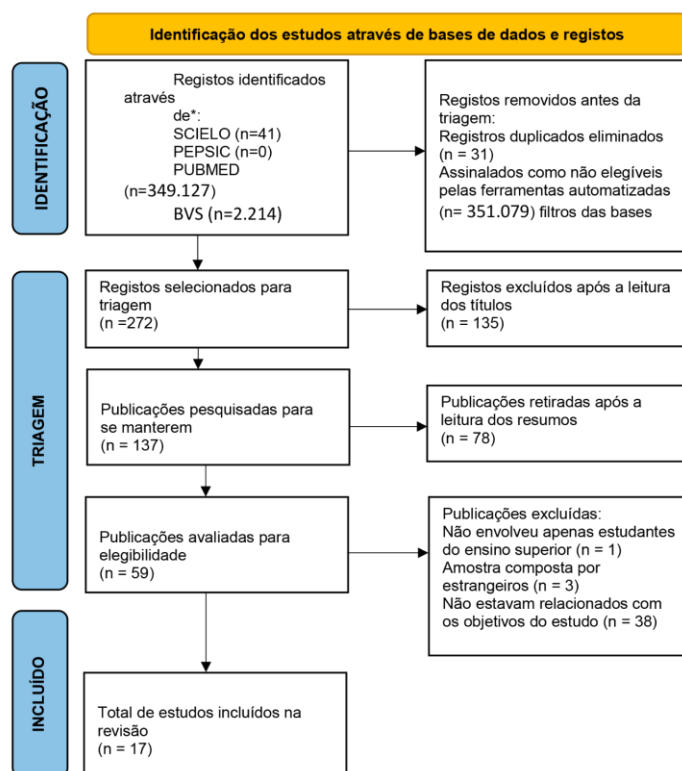 Identificação dos estudos através de bases de dados e registos
IDENTIFICAÇÃO
Registos identificados
através
de*:
SCIELO (n=41)
PEPSIC (n=0)
PUBMED
(n=349.127)
BVS (n=2.214)
Registos removidos antes da
triagem:
Registros duplicados eliminados
(n = 31)
Assinalados como não elegíveis
pelas ferramentas automatizadas
(n= 351.079) filtros das bases
TRIAGEM
Registos selecionados para
triagem
(n =272)
Registos excluídos após a leitura
dos títulos
(n = 135)
Publicações pesquisadas para
se manterem
(n = 137)
Publicações retiradas após a
leitura dos resumos
(n = 78)
Publicações avaliadas para
elegibilidade
(n = 59)
Publicações excluídas:
Não envolveu apenas estudantes
do ensino superior (n = 1)
Amostra composta por
estrangeiros (n = 3)
Não estavam relacionados com
os objetivos do estudo (n = 38)
INCLUÍDO
Total de estudos incluídos na
revisão
(n = 17)